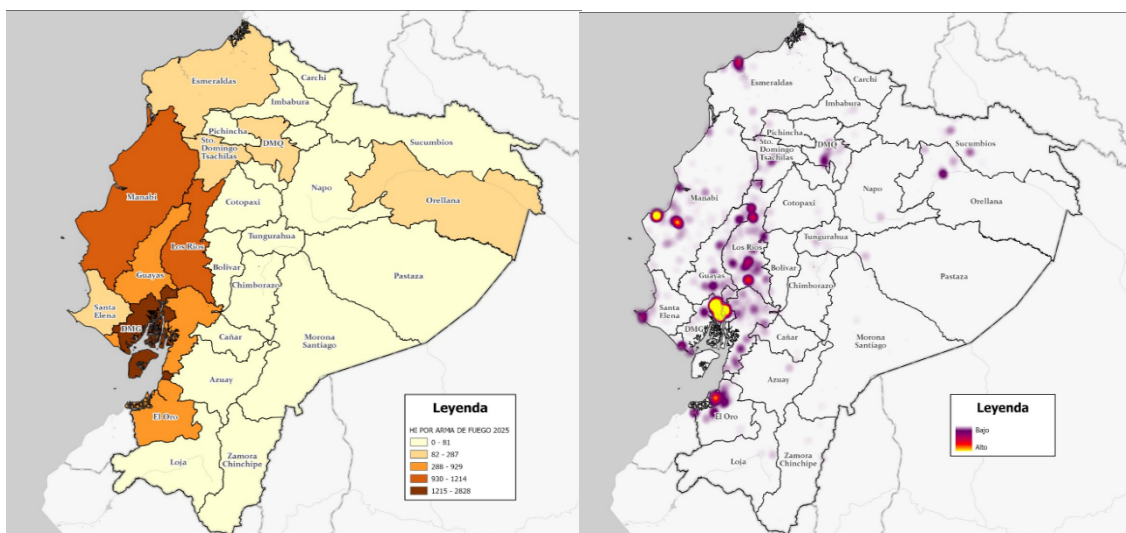 Esmeraldas
Carchi
Imbabura
Pichincha
Sto.
Domingo
Tsachilas
DMQ
Sucumbios
Manabi
Cotopaxi
Napo
Orellana
Los Rios
Tungurahua
Guayas
Bolivar
Pastaza
Chimborazo
Santa
Elena
DMG
Cañar
Morona
Santiago
Azuay
El Oro
Loja
Zamora
Chinchipe
Leyenda
HI POR ARMA DE FUEGO 2025
0 - 81
82 - 287
288 - 929
930 - 1214
1215 - 2828
Esmeraldas
Carchi
Imbabura
Pichincha
Sto.
Domingo
Tsachilas
DMQ
Sucumbios
Manabi
Cotopaxi
Napo
Orellana
Los Rios
Tungurahua
Guayas
Bolivar
Pastaza
Chimborazo
Santa
Elena
DMG
Cañar
Morona
Santiago
Azuay
El Oro
Loja
Zamora
Chinchipe
Leyenda
Bajo
Alto